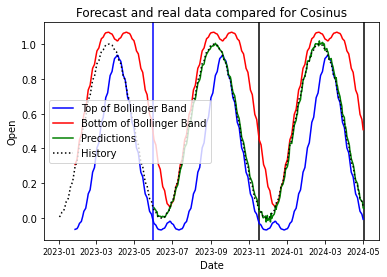 Forecast and real data compared for Cosinus
Open
1.0
0.8
0.6
0.4
0.2
0.0
Top of Bollinger Band
Bottom of Bollinger Band
Predictions
History
2023-01 2023-03 2023-05 2023-07 2023-09 2023-11 2024-01 2024-03 2024-05
Date